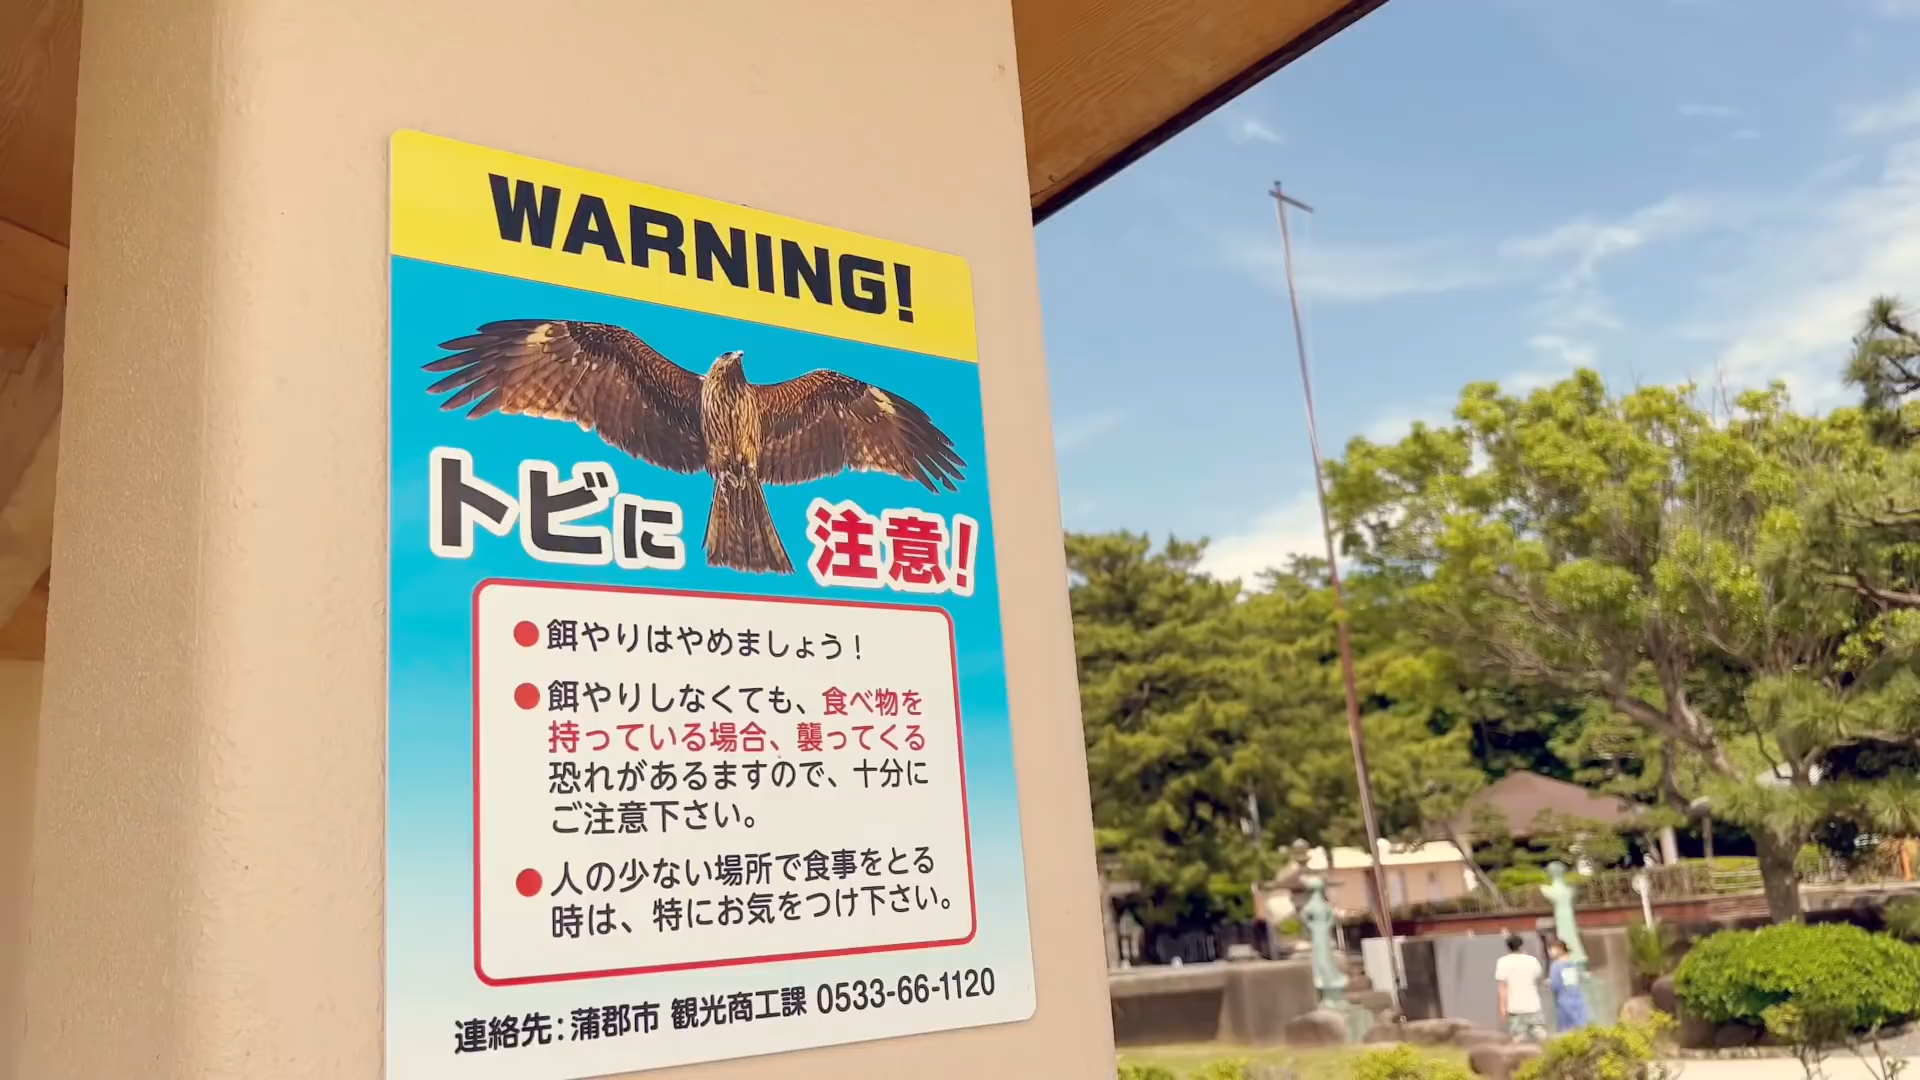 WARNING!
トビに
注意!
●餌やりはやめましょう!
●餌やりしなくても、食べ物を
持っている場合、襲ってくる
恐れがあるますので、十分に
ご注意下さい。
●人の少ない場所で食事をとる
時は、特にお気をつけ下さい。
連絡先:蒲郡市 観光商工課 0533-66-1120